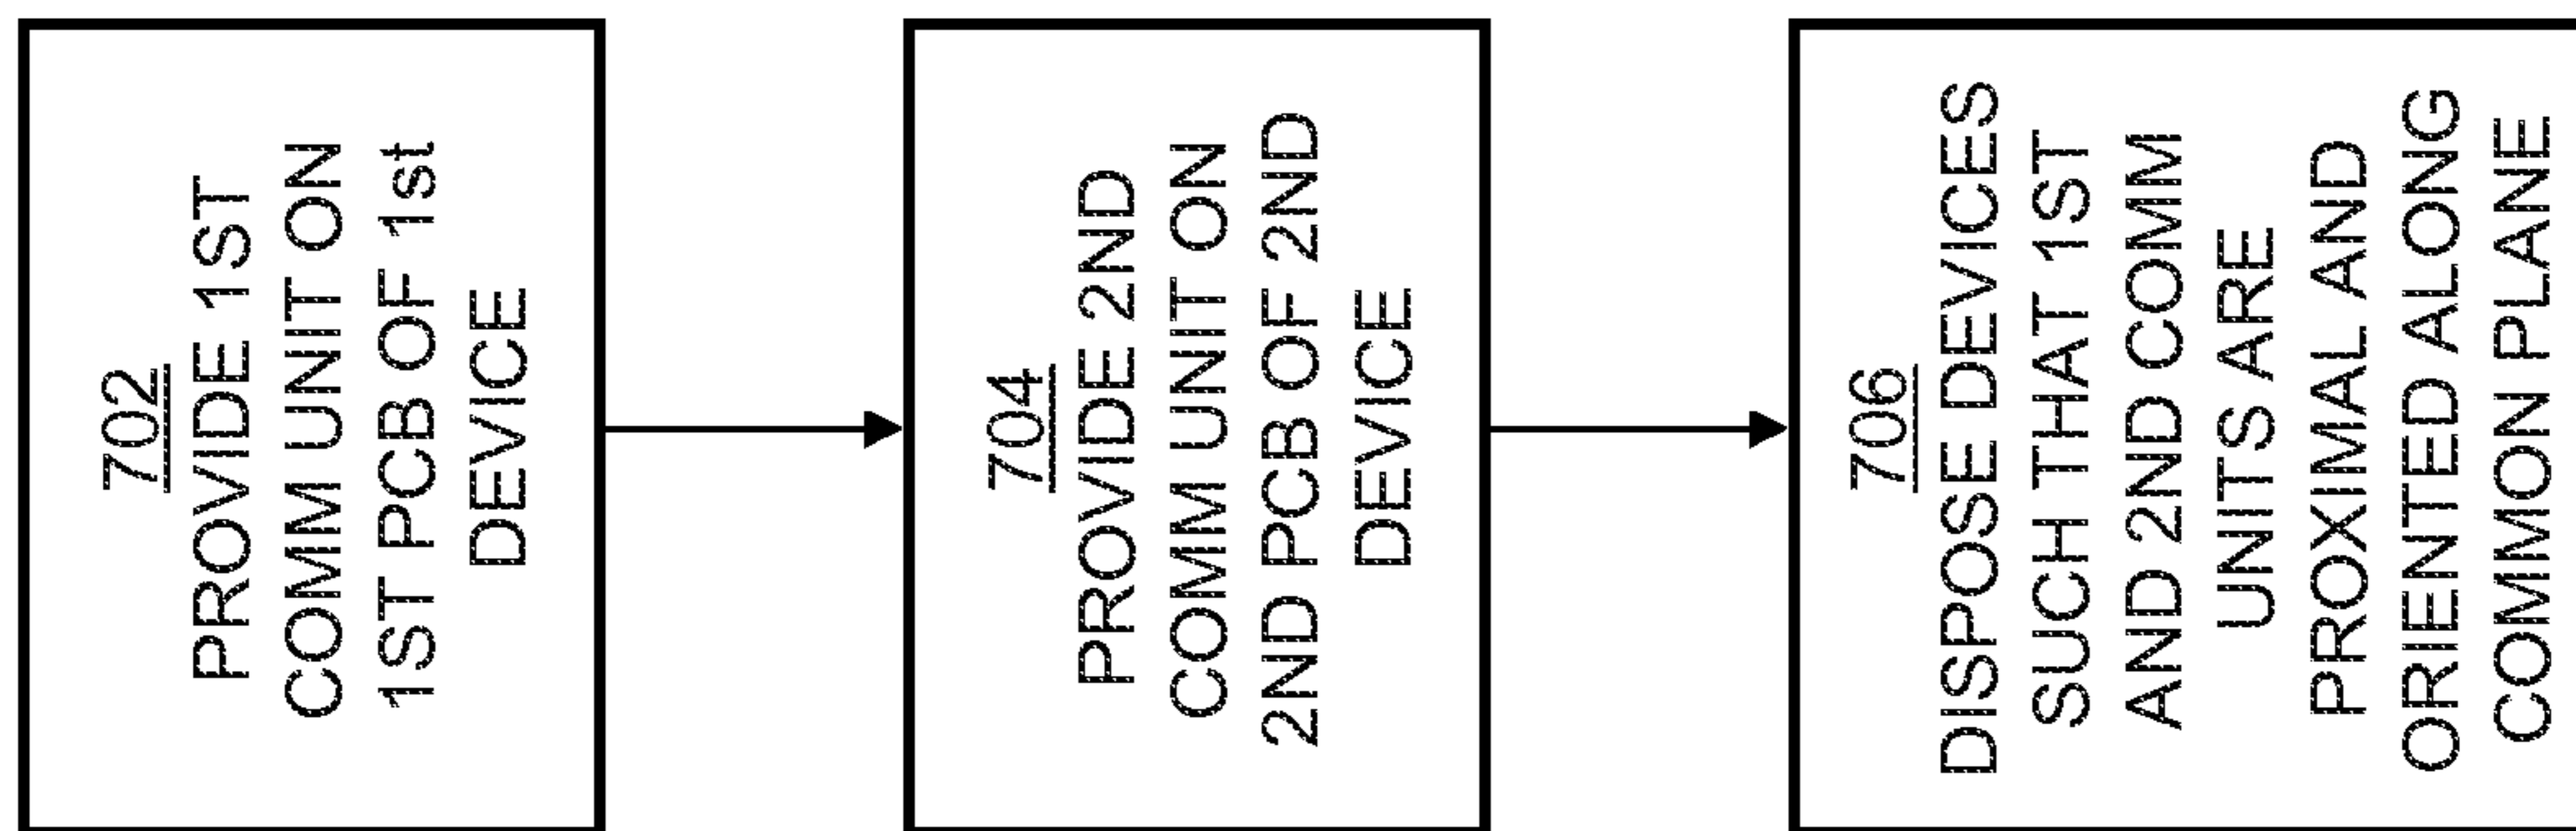 702
PROVIDE 1ST
COMM UNIT ON
1ST PCB OF 1st
DEVICE
704
PROVIDE 2ND
COMM UNIT ON
2ND PCB OF 2ND
DEVICE
706
DISPOSE DEVICES
SUCH THAT 1ST
AND 2ND COMM
UNITS ARE
PROXIMAL AND
ORIENTED ALONG
COMMON PLANE